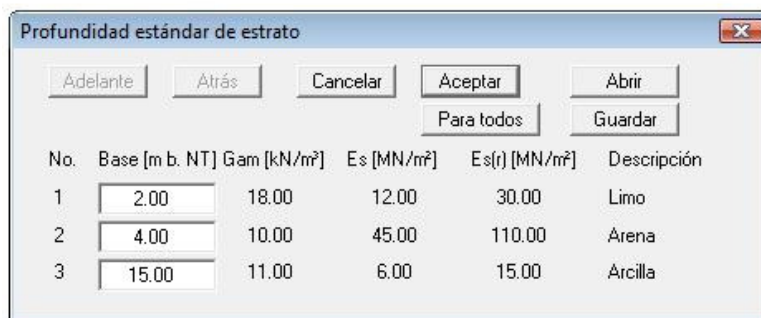 Profundidad estándar de estrato
Adelante Atrás Cancelar Aceptar Abrir
Para todos Guardar
No. Base [m b. NT] Gam [kN/m³] Es [MN/m²] Es(r) [MN/m²] Descripción
1 2.00 18.00 12.00 30.00 Limo
2 4.00 10.00 45.00 110.00 Arena
3 15.00 11.00 6.00 15.00 Arcilla